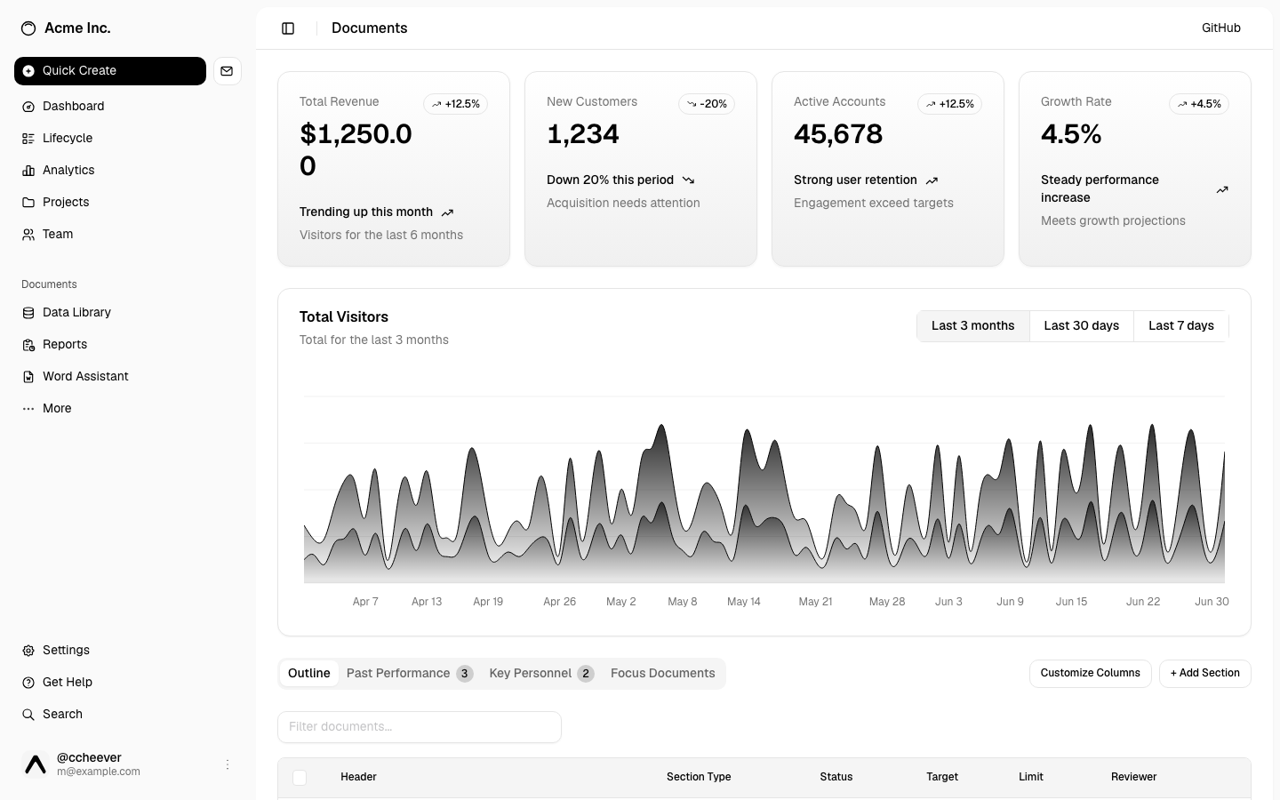 Acme Inc.
Quick Create
Dashboard
Lifecycle
Analytics
Projects
Team
Documents
Data Library
Reports
Word Assistant
More
Settings
Get Help
Search
@ccheever
m@example.com
Documents
GitHub
Total Revenue
+12.5%
$1,250.0
0
Trending up this month
Visitors for the last 6 months
New Customers
-20%
1,234
Down 20% this period
Acquisition needs attention
Active Accounts
+12.5%
45,678
Strong user retention
Engagement exceed targets
Growth Rate
+4.5%
4.5%
Steady performance
increase
Meets growth projections
Total Visitors
Total for the last 3 months
Last 3 months Last 30 days Last 7 days
Apr 7 Apr 13 Apr 19 Apr 26 May 2 May 8 May 14 May 21 May 28 Jun 3 Jun 9 Jun 15 Jun 22 Jun 30
Outline Past Performance 3 Key Personnel 2 Focus Documents
Customize Columns + Add Section
Filter documents...
Header Section Type Status Target Limit Reviewer